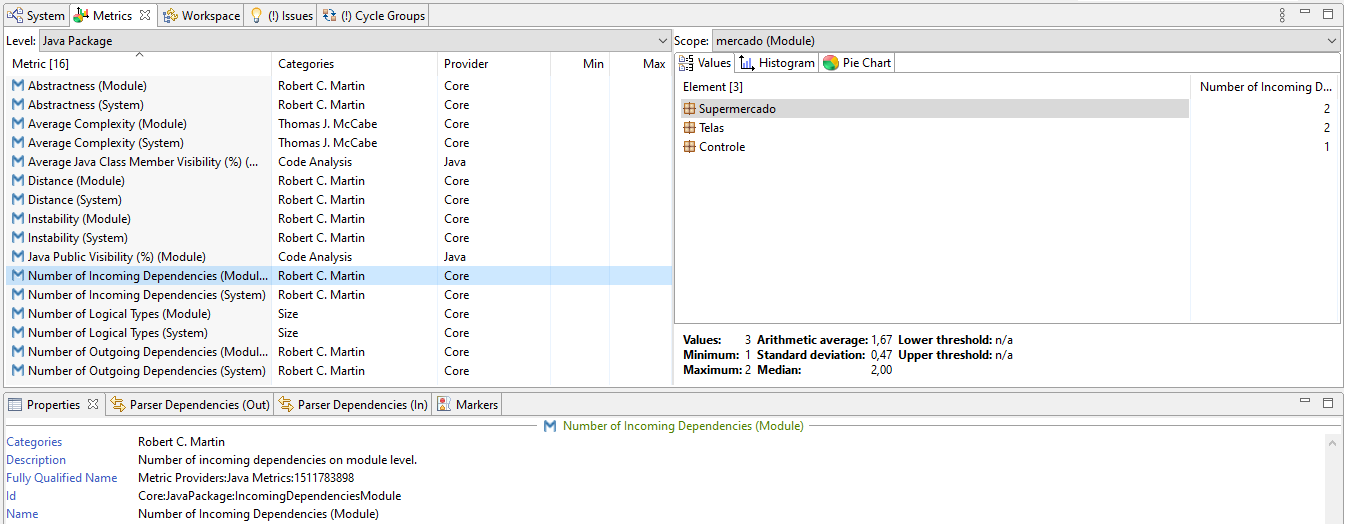 System Metrics Workspace (!) Issues (!) Cycle Groups
Level: Java Package
Metric [16] Categories Provider Min Max
Abstractness (Module) Robert C. Martin Core
Abstractness (System) Robert C. Martin Core
Average Complexity (Module) Thomas J. McCabe Core
Average Complexity (System) Thomas J. McCabe Core
Average Java Class Member Visibility (%) (... Code Analysis Java
Distance (Module) Robert C. Martin Core
Distance (System) Robert C. Martin Core
Instability (Module) Robert C. Martin Core
Instability (System) Robert C. Martin Core
Java Public Visibility (%) (Module) Code Analysis Java
Number of Incoming Dependencies (Modul... Robert C. Martin Core
Number of Incoming Dependencies (System) Robert C. Martin Core
Number of Logical Types (Module) Size Core
Number of Logical Types (System) Size Core
Number of Outgoing Dependencies (Modul... Robert C. Martin Core
Number of Outgoing Dependencies (System) Robert C. Martin Core
Scope: mercado (Module)
Values Histogram Pie Chart
Element [3] Number of Incoming D...
Supermercado 2
Telas 2
Controle 1
Values: 3 Arithmetic average: 1,67 Lower threshold: n/a
Minimum: 1 Standard deviation: 0,47 Upper threshold: n/a
Maximum: 2 Median: 2,00
Properties Parser Dependencies (Out) Parser Dependencies (In) Markers
Number of Incoming Dependencies (Module)
Categories Robert C. Martin
Description Number of incoming dependencies on module level.
Fully Qualified Name Metric Providers:Java Metrics:1511783898
Id Core:JavaPackage:IncomingDependenciesModule
Name Number of Incoming Dependencies (Module)